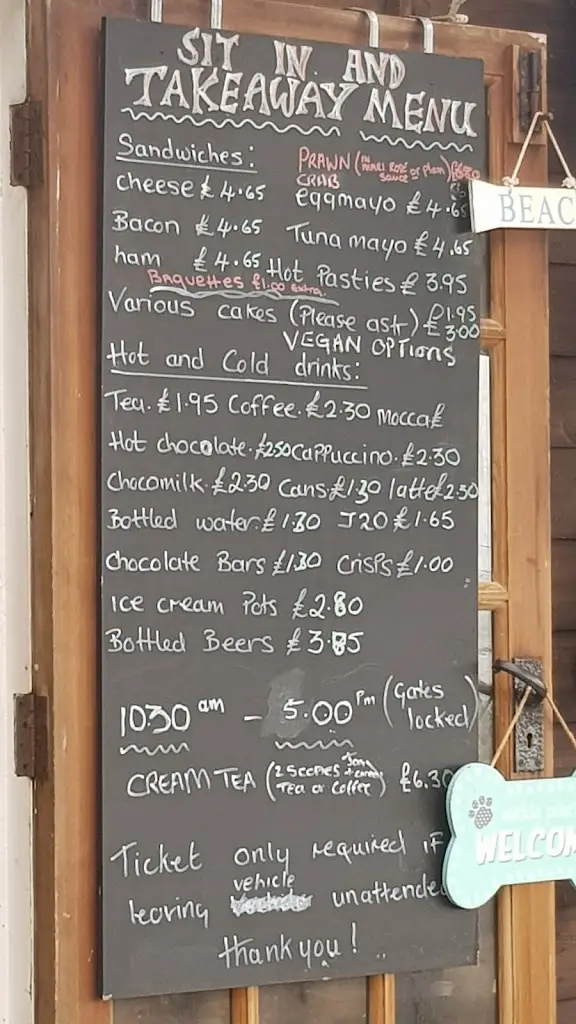 SIT IN AND
TAKEAWAY MENU
Sandwiches:
PRAWN (IN MARI ROSE SAUCE or Plain)
CRAB
cheese £4.65 eggmayo £4.65
Bacon £4.65 Tuna mayo £4.65
ham £4.65 Hot Pasties £3.95
BAGUETTES £1.00 EXTRA.
Various cakes (Please ask) £1.95
£3.00
VEGAN OPTIONS
Hot and Cold drinks:
Tea. £1.95 Coffee. £2.30 mocca £
Hot chocolate. £2.50 Cappuccino. £2.30
Chocomilk. £2.30 Cans. £1.30 latte £2.50
Bottled water. £1.30 J20 £1.65
Chocolate Bars £1.30 Crisps £1.00
Ice cream Pots £2.80
Bottled Beers £3.85
1030 am - 5.00 Pm (Gates locked)
CREAM TEA (2 Scones Jam + cream TEA or Coffee) £6.30
Ticket only required if
leaving vehicle unattended
thank you!
BEAC
WELCOM